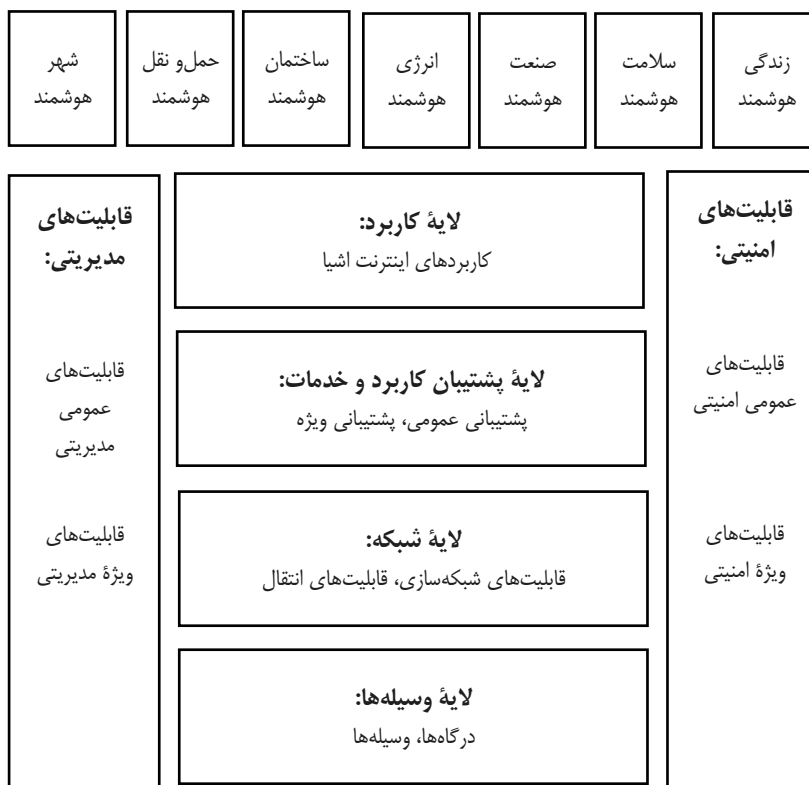 زندگی
هوشمند
سلامت
هوشمند
صنعت
هوشمند
انرژی
هوشمند
ساختمان
هوشمند
حمل‌و نقل
هوشمند
شهر
هوشمند
قابلیت‌های
امنیتی:
قابلیت‌های
عمومی امنیتی
قابلیت‌های
ویژهٔ امنیتی
لایهٔ کاربرد:
کاربردهای اینترنت اشیا
لایهٔ پشتیبان کاربرد و خدمات:
پشتیبانی عمومی، پشتیبانی ویژه
لایهٔ شبکه:
قابلیت‌های شبکه‌سازی، قابلیت‌های انتقال
لایهٔ وسیله‌ها:
درگاه‌ها، وسیله‌ها
قابلیت‌های
مدیریتی:
قابلیت‌های
عمومی
مدیریتی
قابلیت‌های
ویژهٔ مدیریتی